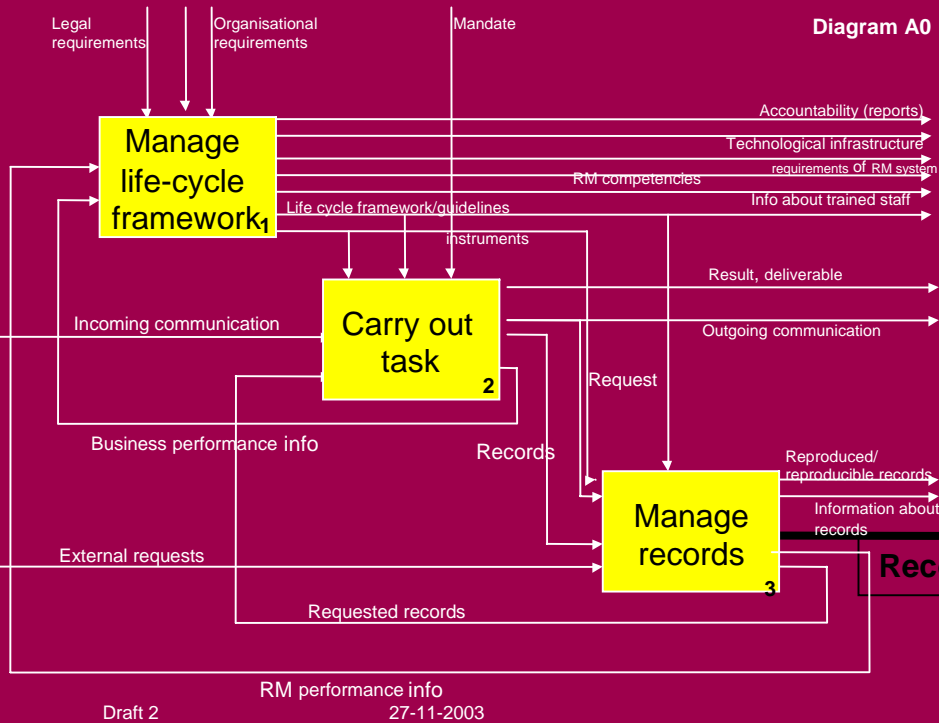 Legal
requirements
Organisational
requirements
Mandate
Diagram A0
Accountability (reports)
Manage
life-cycle
framework
1
Technological infrastructure
requirements of RM system
RM competencies
Info about trained staff
Life cycle framework/guidelines
instruments
Result, deliverable
Incoming communication
Carry out
task
2
Outgoing communication
Request
Business performance info
Records
Reproduced/
reproducible records
Manage
records
3
Information about
records
External requests
Rec
Requested records
RM performance info
Draft 2
27-11-2003